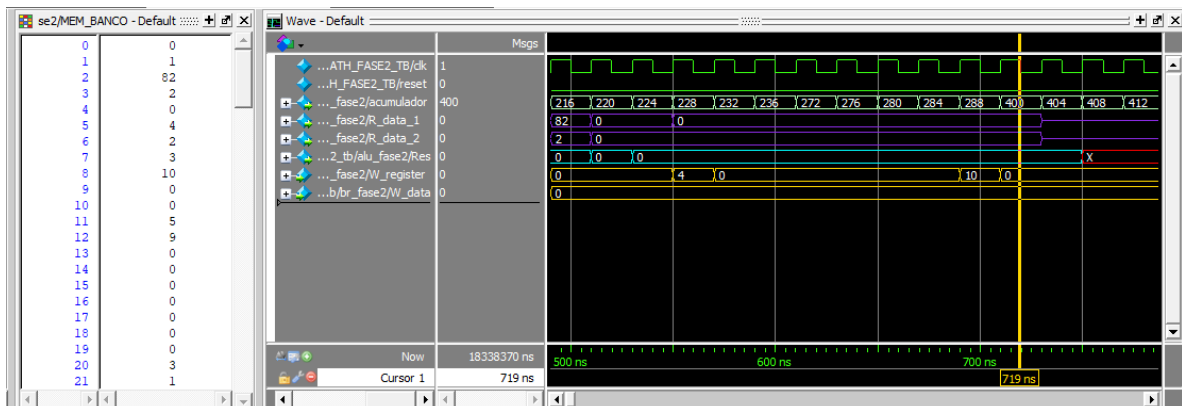 se2/MEM_BANCO - Default
0 0
1 1
2 82
3 2
4 0
5 4
6 2
7 3
8 10
9 0
10 0
11 5
12 9
13 0
14 0
15 0
16 0
17 0
18 0
19 0
20 3
21 1
Wave - Default
Msgs
...ATH_FASE2_TB/clk 1
...H_FASE2_TB/reset 0
..._fase2/acumulador 400 216 220 224 228 232 236 272 276 280 284 288 400 404 408 412
..._fase2/R_data_1 0 82 0 0
..._fase2/R_data_2 0 2 0
...2_tb/alu_fase2/Res 0 0 0 0 X
..._fase2/W_register 0 0 4 0 10 0
...b/br_fase2/W_data 0 0
Now 18338370 ns 500 ns 600 ns 700 ns
Cursor 1 719 ns 719 ns